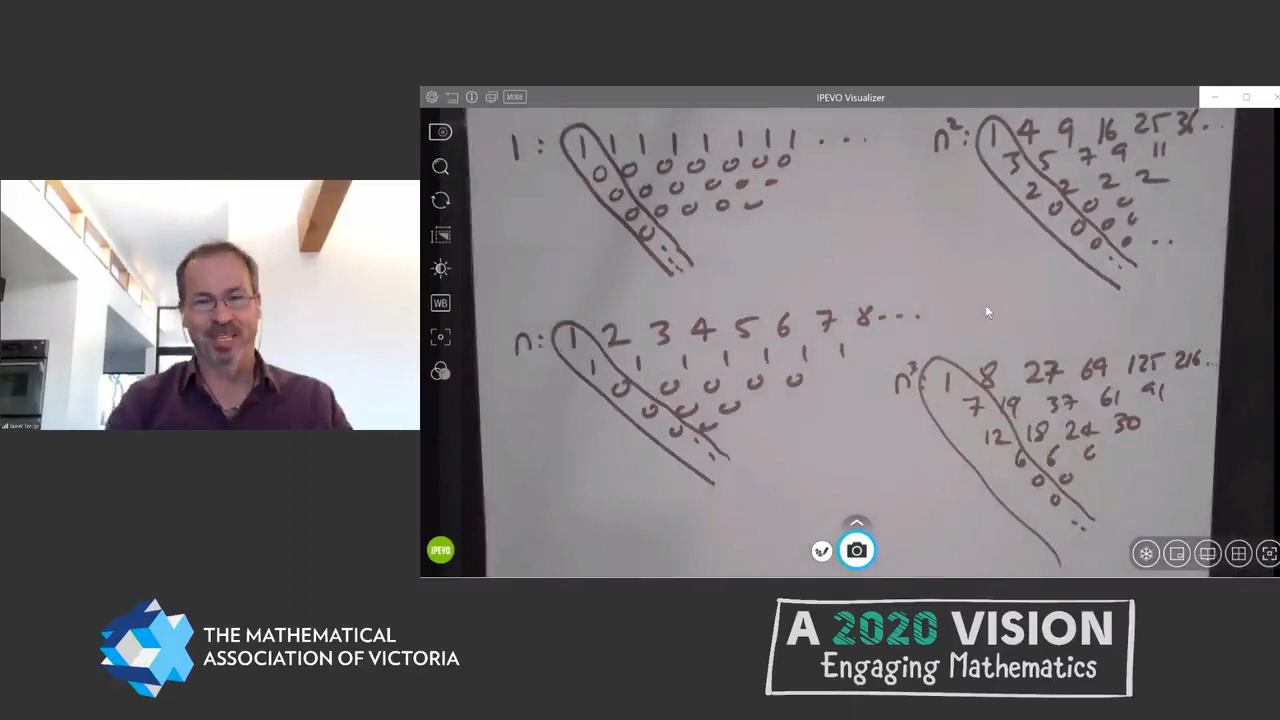 IPEVO Visualizer
MODE
WB
IPEVO
1: 1 1 1 1 1 1 1 ...
0 0 0 0 0 0 0
0 0 0 0 0
0 0 0 0
0 ...
n: 1 2 3 4 5 6 7 8 ...
1 1 1 1 1 1 1
0 0 0 0 0
0 0 0
0
n²: 1 4 9 16 25 36 ...
3 5 7 9 11
2 2 2 2
0 0 0
0 0 0
0 0 ...
n³: 1 8 27 64 125 216 ...
7 19 37 61 91
12 18 24 30
6 6 6
0 0
0
THE MATHEMATICAL
ASSOCIATION OF VICTORIA
A 2020 VISION
Engaging Mathematics